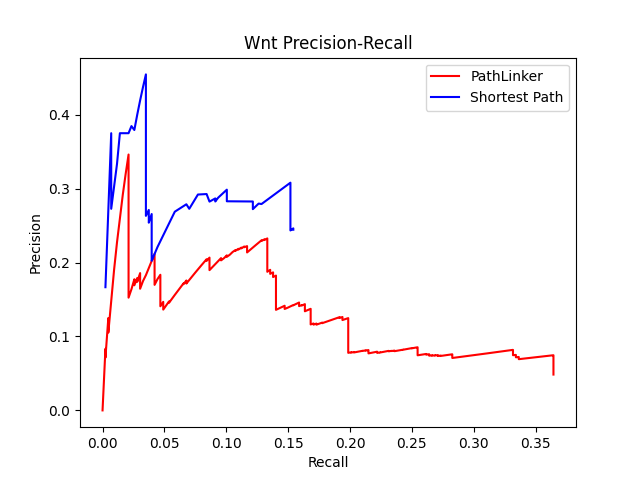 Wnt Precision-Recall
PathLinker
Shortest Path
Precision
0.4
0.3
0.2
0.1
0.0
0.00 0.05 0.10 0.15 0.20 0.25 0.30 0.35
Recall